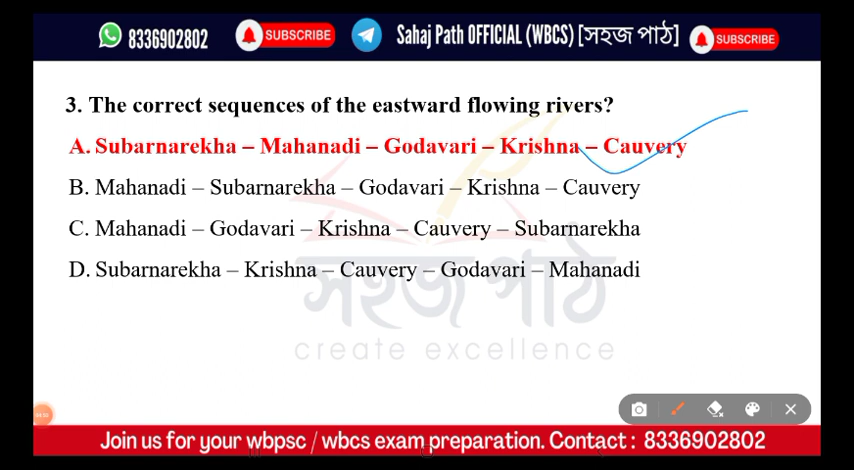 8336902802 SUBSCRIBE Sahaj Path OFFICIAL (WBCS) [সহজ পাঠ] SUBSCRIBE
3. The correct sequences of the eastward flowing rivers?
A. Subarnarekha – Mahanadi – Godavari – Krishna – Cauvery
B. Mahanadi – Subarnarekha – Godavari – Krishna – Cauvery
C. Mahanadi – Godavari – Krishna – Cauvery – Subarnarekha
D. Subarnarekha – Krishna – Cauvery – Godavari – Mahanadi
সহজ পাঠ
create excellence
Join us for your wbpsc / wbcs exam preparation. Contact : 8336902802